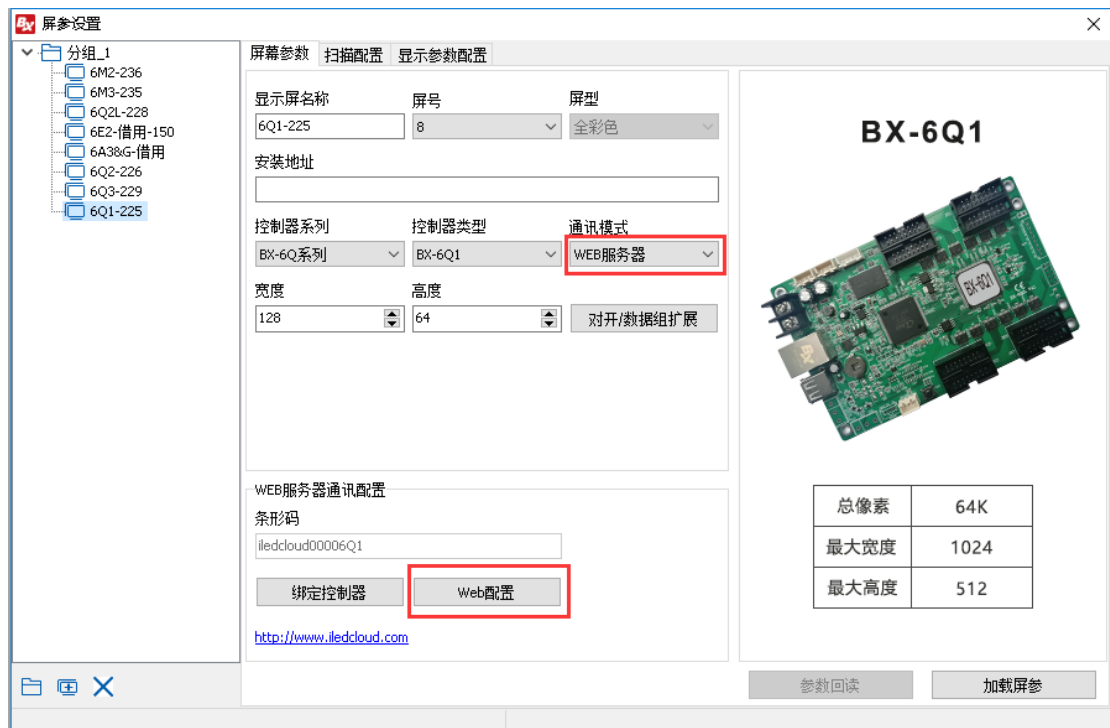 BX 屏参设置
分组_1
6M2-236
6M3-235
6Q2L-228
6E2-借用-150
6A3&G-借用
6Q2-226
6Q3-229
6Q1-225
屏幕参数 扫描配置 显示参数配置
显示屏名称 屏号 屏型
6Q1-225 8 全彩色
安装地址
控制器系列 控制器类型 通讯模式
BX-6Q系列 BX-6Q1 WEB服务器
宽度 高度
128 64 对开/数据组扩展
WEB服务器通讯配置
条形码
iledcloud00006Q1
绑定控制器 Web配置
http://www.iledcloud.com
BX-6Q1
BX-6Q1
BX
总像素 64K
最大宽度 1024
最大高度 512
参数回读 加载屏参